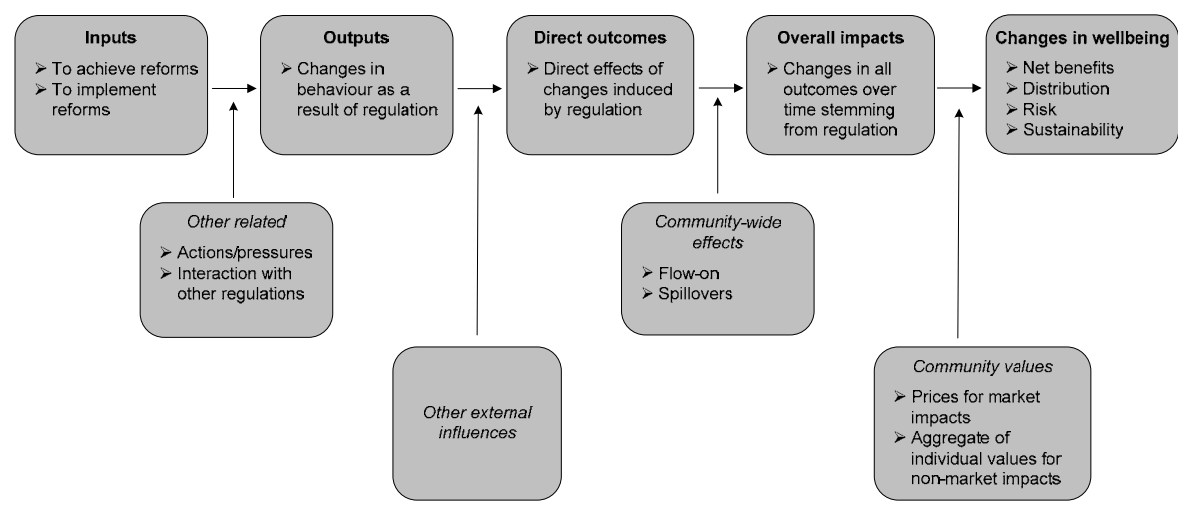 Inputs
➢ To achieve reforms
➢ To implement
reforms
Outputs
➢ Changes in
behaviour as a
result of regulation
Direct outcomes
➢ Direct effects of
changes induced
by regulation
Overall impacts
➢ Changes in all
outcomes over
time stemming
from regulation
Changes in wellbeing
➢ Net benefits
➢ Distribution
➢ Risk
➢ Sustainability
Other related
➢ Actions/pressures
➢ Interaction with
other regulations
Community-wide
effects
➢ Flow-on
➢ Spillovers
Other external
influences
Community values
➢ Prices for market
impacts
➢ Aggregate of
individual values for
non-market impacts